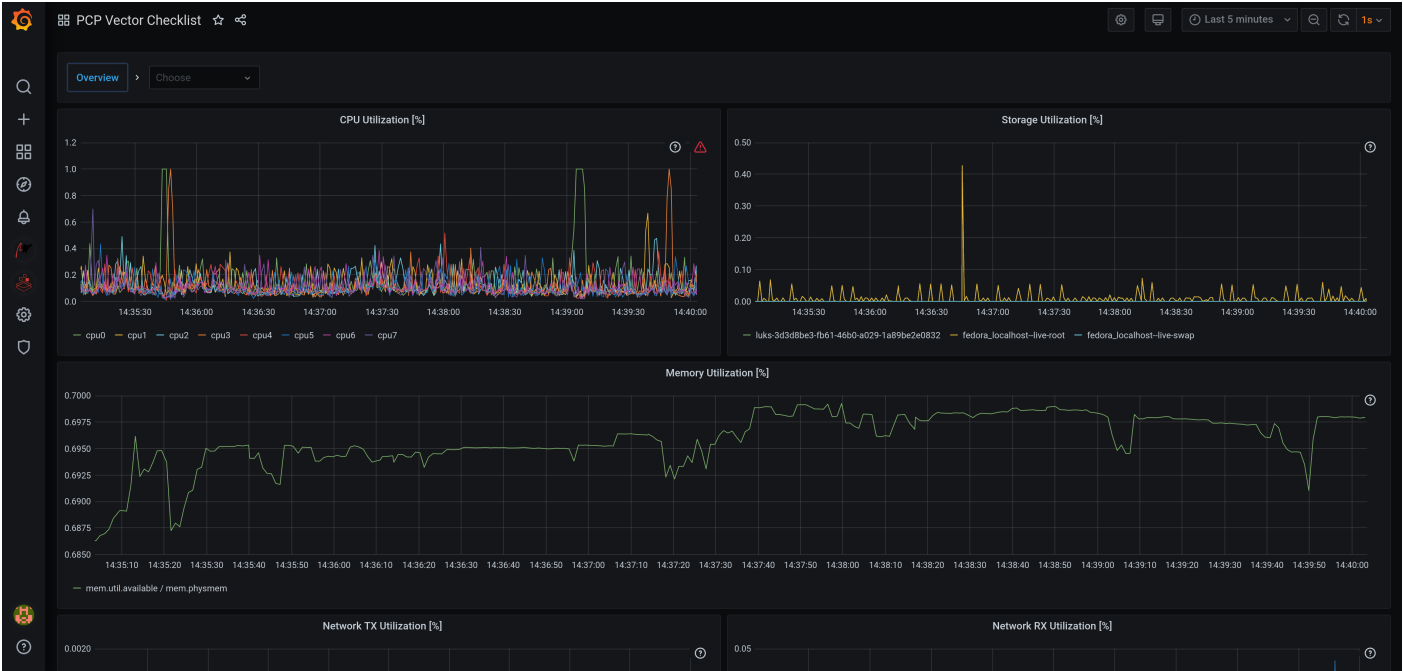 PCP Vector Checklist
Last 5 minutes
1s
Overview
Choose
CPU Utilization [%]
1.2
1.0
0.8
0.6
0.4
0.2
0.0
14:35:30 14:36:00 14:36:30 14:37:00 14:37:30 14:38:00 14:38:30 14:39:00 14:39:30 14:40:00
cpu0 cpu1 cpu2 cpu3 cpu4 cpu5 cpu6 cpu7
Storage Utilization [%]
0.50
0.40
0.30
0.20
0.10
0.00
14:35:30 14:36:00 14:36:30 14:37:00 14:37:30 14:38:00 14:38:30 14:39:00 14:39:30 14:40:00
luks-3d3d8be3-fb61-46b0-a029-1a89be2e0832 fedora_localhost--live-root fedora_localhost--live-swap
Memory Utilization [%]
0.7000
0.6975
0.6950
0.6925
0.6900
0.6875
0.6850
14:35:10 14:35:20 14:35:30 14:35:40 14:35:50 14:36:00 14:36:10 14:36:20 14:36:30 14:36:40 14:36:50 14:37:00 14:37:10 14:37:20 14:37:30 14:37:40 14:37:50 14:38:00 14:38:10 14:38:20 14:38:30 14:38:40 14:38:50 14:39:00 14:39:10 14:39:20 14:39:30 14:39:40 14:39:50 14:40:00
mem.util.available / mem.physmem
Network TX Utilization [%]
0.0020
Network RX Utilization [%]
0.05